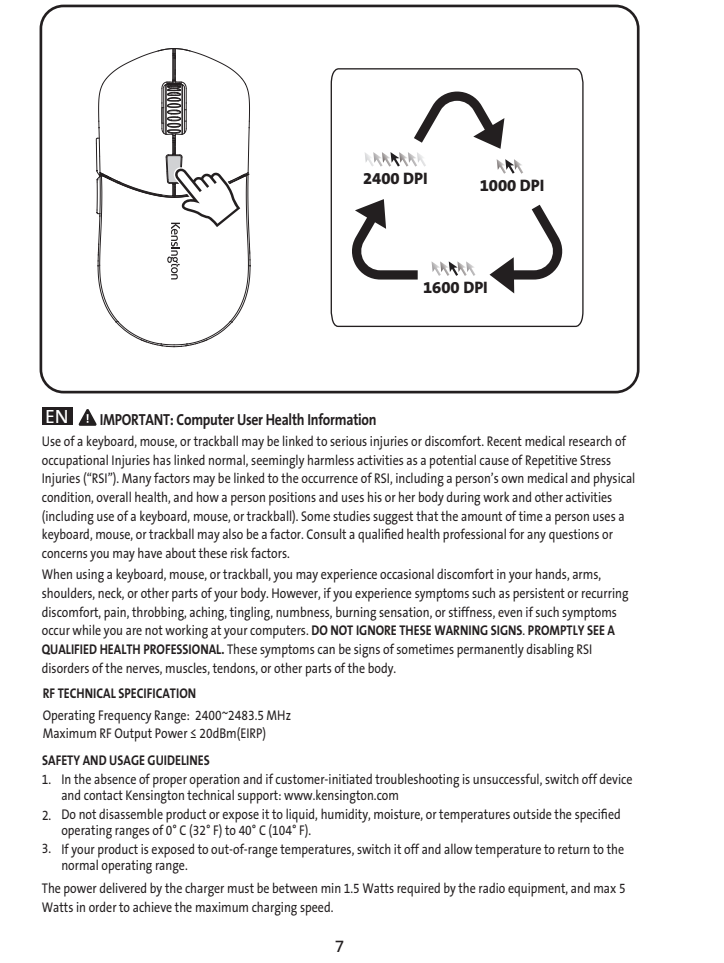 Kensington
2400 DPI
1000 DPI
1600 DPI
EN IMPORTANT: Computer User Health Information
Use of a keyboard, mouse, or trackball may be linked to serious injuries or discomfort. Recent medical research of
occupational Injuries has linked normal, seemingly harmless activities as a potential cause of Repetitive Stress
Injuries (“RSI”). Many factors may be linked to the occurrence of RSI, including a person’s own medical and physical
condition, overall health, and how a person positions and uses his or her body during work and other activities
(including use of a keyboard, mouse, or trackball). Some studies suggest that the amount of time a person uses a
keyboard, mouse, or trackball may also be a factor. Consult a qualified health professional for any questions or
concerns you may have about these risk factors.
When using a keyboard, mouse, or trackball, you may experience occasional discomfort in your hands, arms,
shoulders, neck, or other parts of your body. However, if you experience symptoms such as persistent or recurring
discomfort, pain, throbbing, aching, tingling, numbness, burning sensation, or stiffness, even if such symptoms
occur while you are not working at your computers. DO NOT IGNORE THESE WARNING SIGNS. PROMPTLY SEE A
QUALIFIED HEALTH PROFESSIONAL. These symptoms can be signs of sometimes permanently disabling RSI
disorders of the nerves, muscles, tendons, or other parts of the body.
RF TECHNICAL SPECIFICATION
Operating Frequency Range: 2400~2483.5 MHz
Maximum RF Output Power ≤ 20dBm(EIRP)
SAFETY AND USAGE GUIDELINES
1. In the absence of proper operation and if customer-initiated troubleshooting is unsuccessful, switch off device
and contact Kensington technical support: www.kensington.com
2. Do not disassemble product or expose it to liquid, humidity, moisture, or temperatures outside the specified
operating ranges of 0° C (32° F) to 40° C (104° F).
3. If your product is exposed to out-of-range temperatures, switch it off and allow temperature to return to the
normal operating range.
The power delivered by the charger must be between min 1.5 Watts required by the radio equipment, and max 5
Watts in order to achieve the maximum charging speed.
7